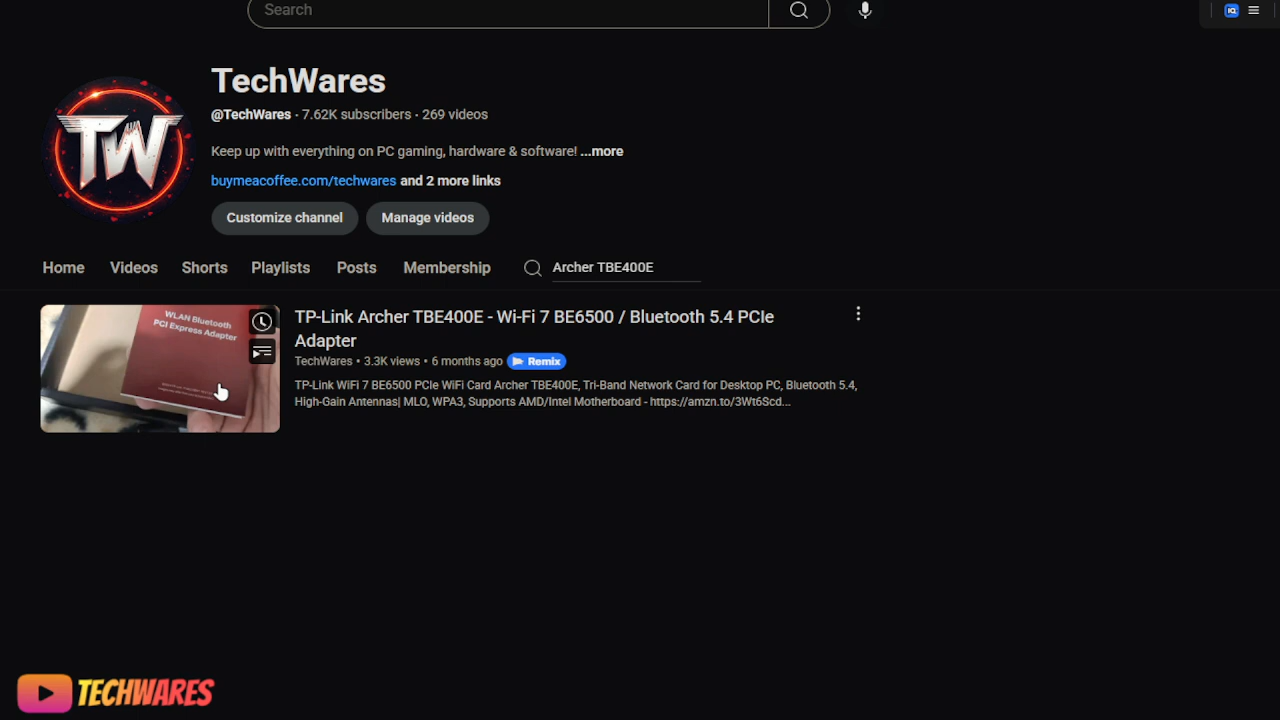 Search
IQ
TechWares
@TechWares · 7.62K subscribers · 269 videos
Keep up with everything on PC gaming, hardware & software! ...more
buymeacoffee.com/techwares and 2 more links
Customize channel
Manage videos
Home
Videos
Shorts
Playlists
Posts
Membership
Archer TBE400E
TW
WLAN Bluetooth
PCI Express Adapter
TP-Link Archer TBE400E - Wi-Fi 7 BE6500 / Bluetooth 5.4 PCIe
Adapter
TechWares • 3.3K views • 6 months ago Remix
TP-Link WiFi 7 BE6500 PCIe WiFi Card Archer TBE400E, Tri-Band Network Card for Desktop PC, Bluetooth 5.4,
High-Gain Antennas| MLO, WPA3, Supports AMD/Intel Motherboard - https://amzn.to/3Wt6Scd...
TECHWARES